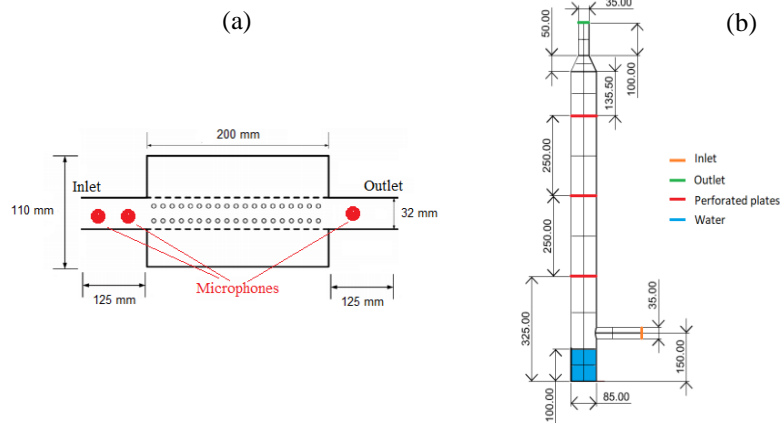 (a)
200 mm
Inlet
Outlet
110 mm
32 mm
Microphones
125 mm
125 mm
(b)
35.00
50.00
100.00
135.50
250.00
250.00
325.00
100.00
35.00
150.00
85.00
Inlet
Outlet
Perforated plates
Water